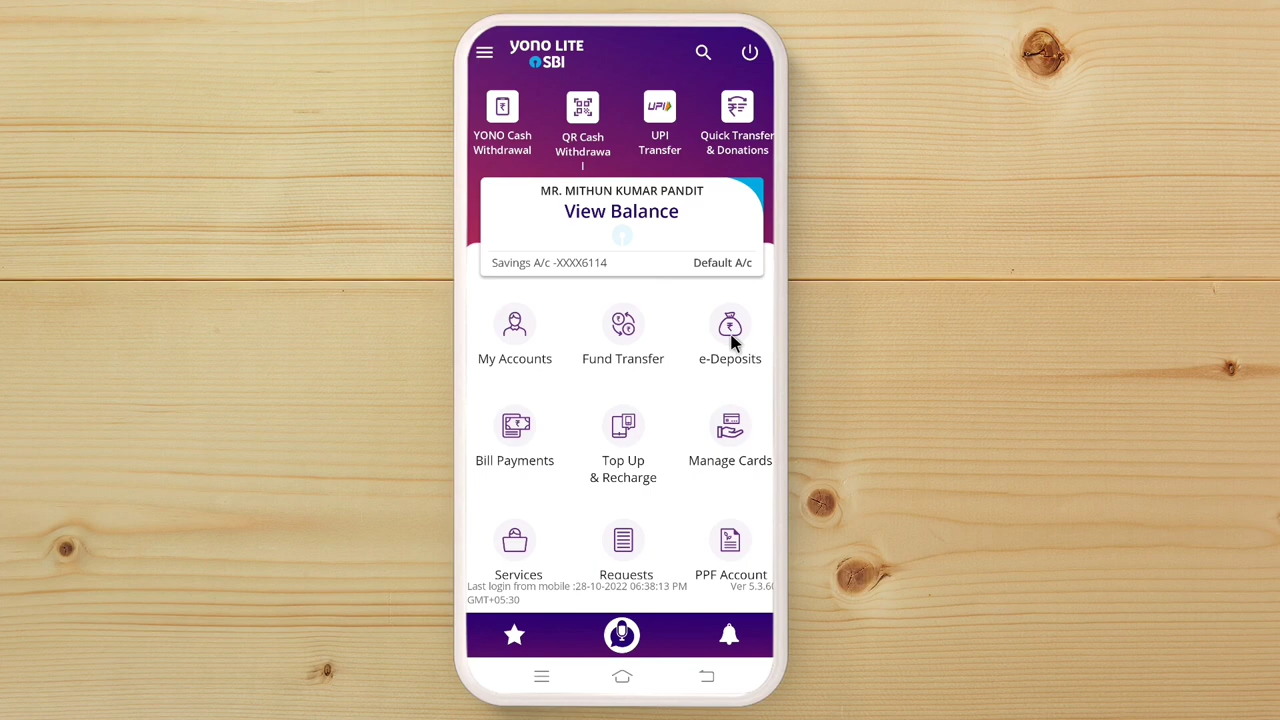 yono LITE
SBI
YONO Cash
Withdrawal
QR Cash
Withdrawa
l
UPI
UPI
Transfer
Quick Transfer
& Donations
MR. MITHUN KUMAR PANDIT
View Balance
Savings A/c -XXXX6114
Default A/c
My Accounts
Fund Transfer
e-Deposits
Bill Payments
Top Up
& Recharge
Manage Cards
Services
Requests
PPF Account
Last login from mobile :28-10-2022 06:38:13 PM
GMT+05:30
Ver 5.3.6